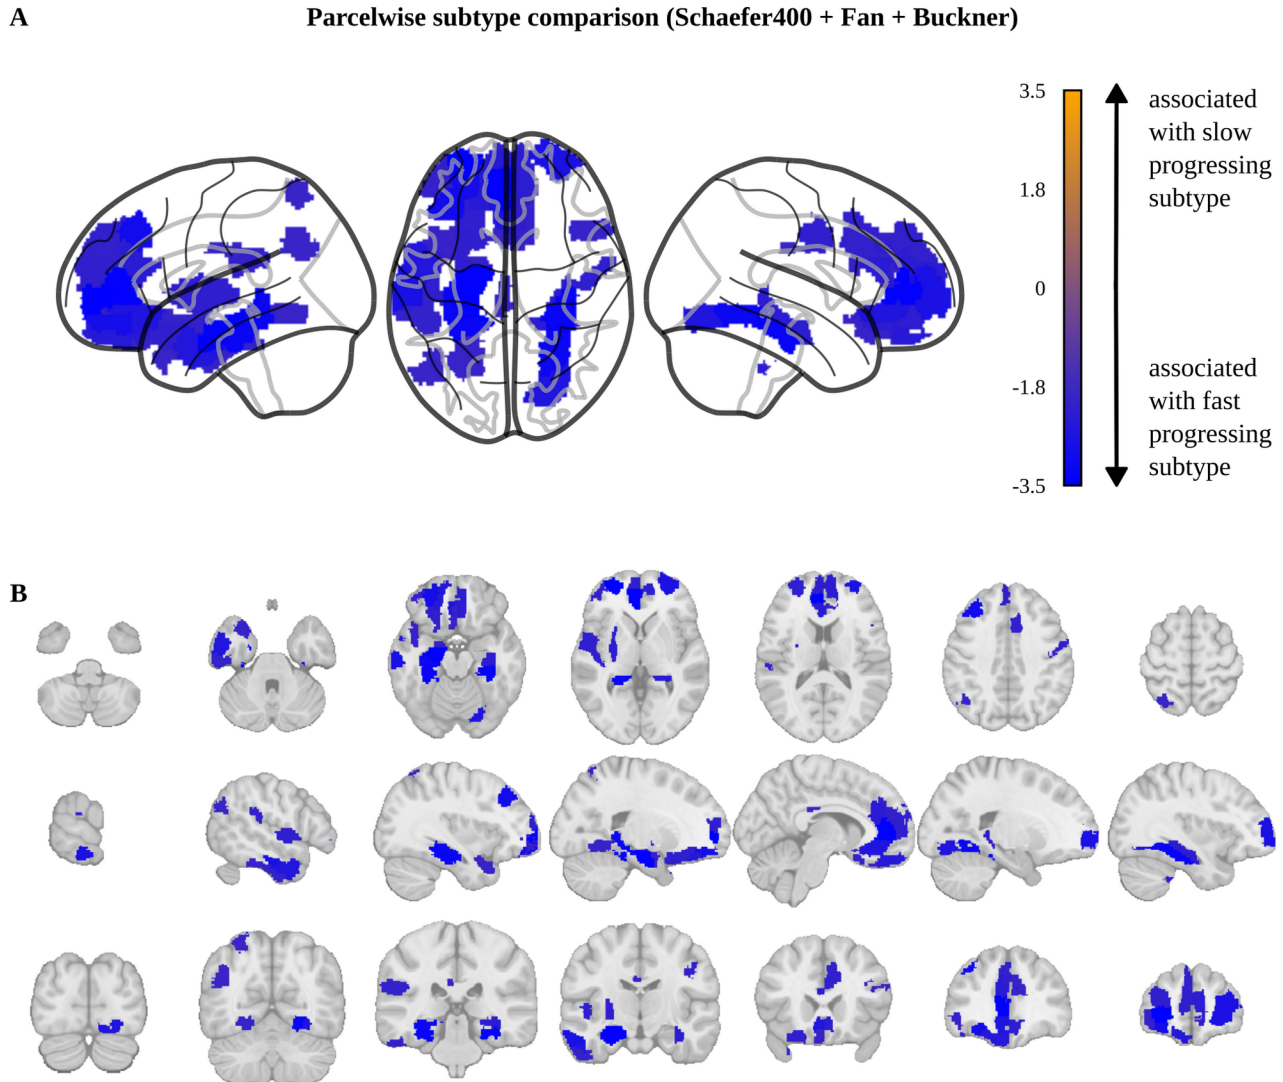 A
Parcelwise subtype comparison (Schaefer400 + Fan + Buckner)
3.5
1.8
0
-1.8
-3.5
associated
with slow
progressing
subtype
associated
with fast
progressing
subtype
B